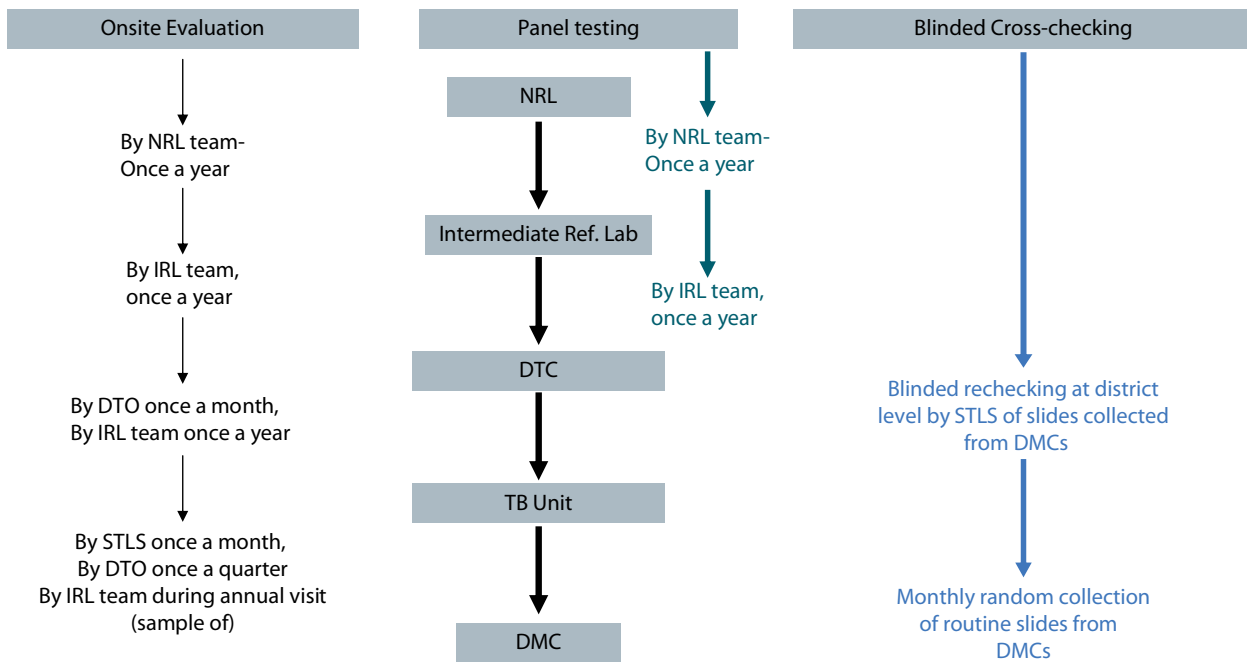 Onsite Evaluation
By NRL team-
Once a year
By IRL team,
once a year
By DTO once a month,
By IRL team once a year
By STLS once a month,
By DTO once a quarter
By IRL team during annual visit
(sample of)
Panel testing
NRL
Intermediate Ref. Lab
DTC
TB Unit
DMC
By NRL team-
Once a year
By IRL team,
once a year
Blinded Cross-checking
Blinded rechecking at district
level by STLS of slides collected
from DMCs
Monthly random collection
of routine slides from
DMCs